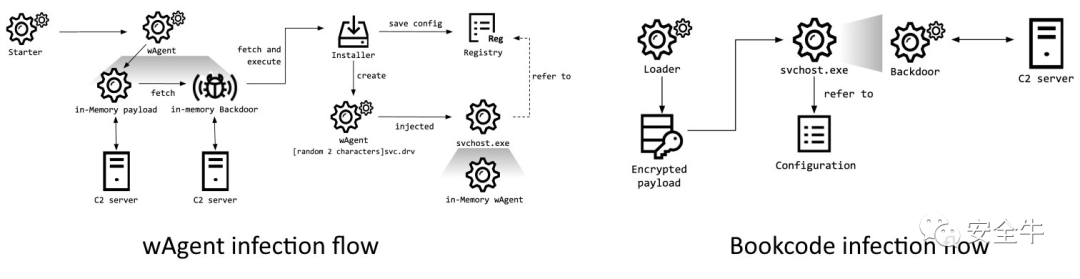 Starter
wAgent
in-Memory payload
fetch
in-memory Backdoor
C2 server
C2 server
fetch and
execute
Installer
save config
Reg
Registry
create
refer to
wAgent
[random 2 characters]svc.drv
injected
svchost.exe
in-Memory wAgent
wAgent infection flow
Loader
Encrypted
payload
svchost.exe
refer to
Configuration
Backdoor
C2 server
Bookcode infection flow
安全牛